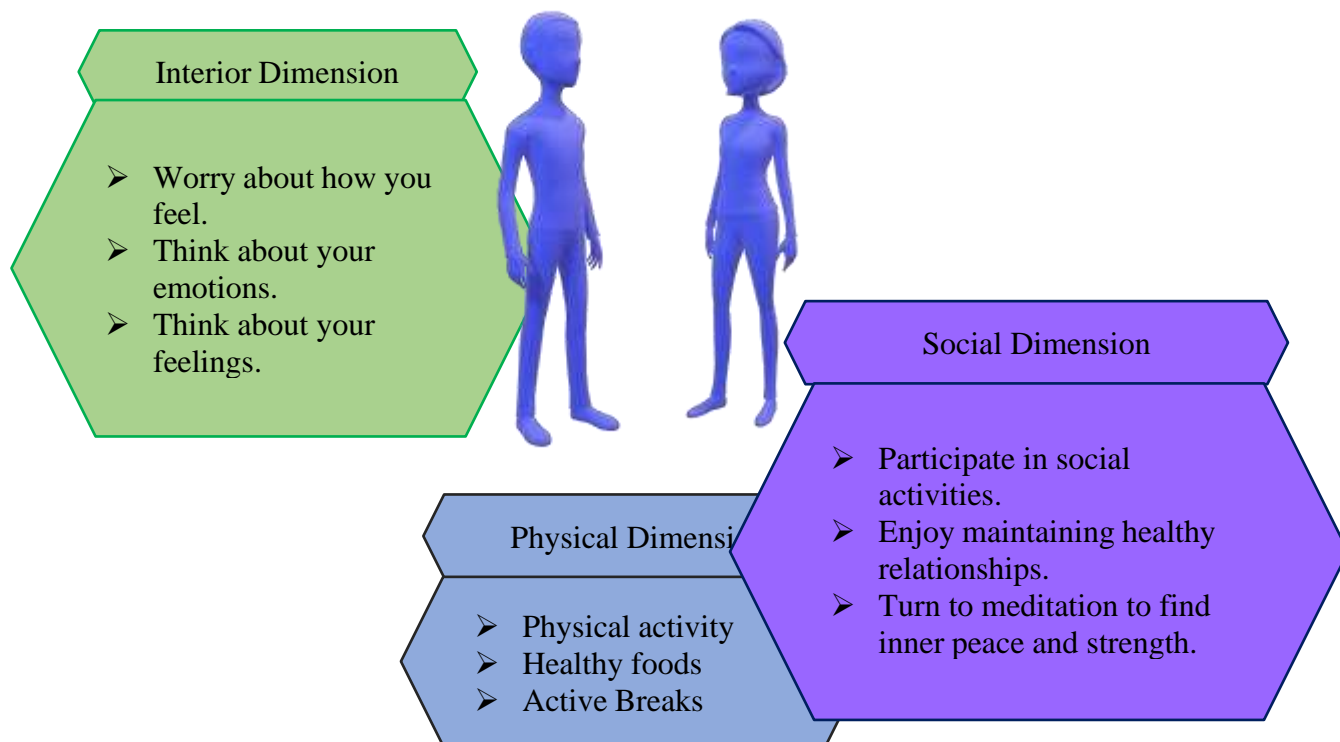 Interior Dimension
➢ Worry about how you
feel.
➢ Think about your
emotions.
➢ Think about your
feelings.
Social Dimension
➢ Participate in social
activities.
➢ Enjoy maintaining healthy
relationships.
➢ Turn to meditation to find
inner peace and strength.
Physical Dimensi
➢ Physical activity
➢ Healthy foods
➢ Active Breaks